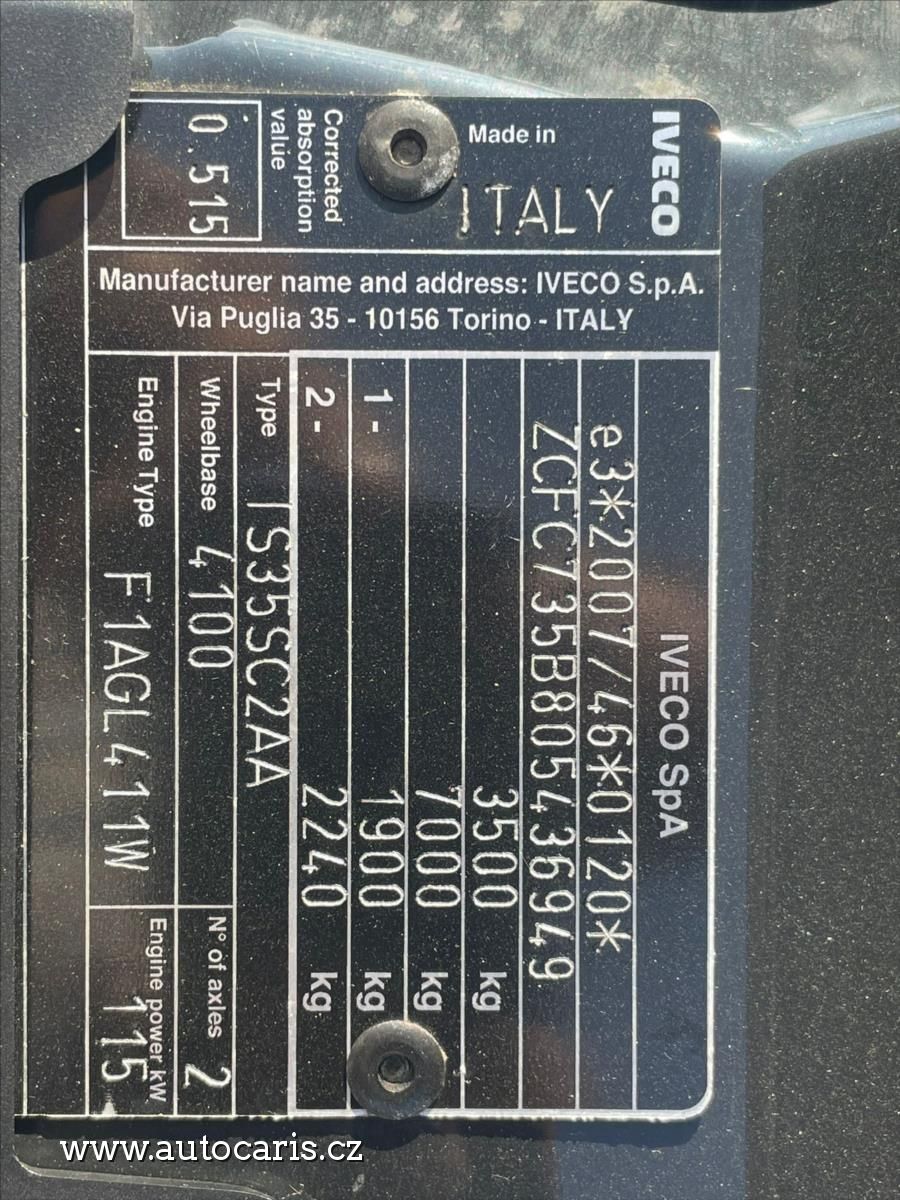 IVECO
Made in
ITALY
Corrected
absorption
value
0.515
Manufacturer name and address: IVECO S.p.A.
Via Puglia 35 - 10156 Torino - ITALY
IVECO SpA
e3*2007/46*0120*
ZCFC735B805436949
3500 kg
7000 kg
1- 1900 kg
2- 2240 kg
Type IS35SC2AA
Wheelbase 4100 N° of axles 2
Engine Type F1AGL411W Engine power kW 115
www.autocaris.cz